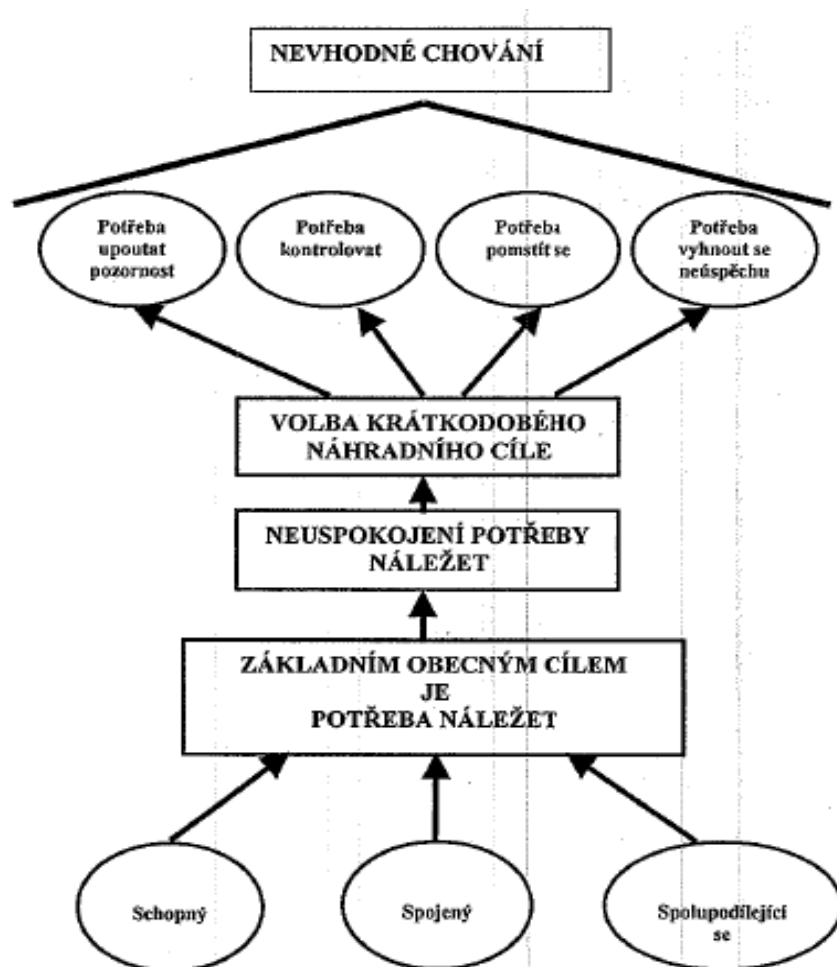 NEVHODNÉ CHOVÁNÍ
Potřeba
upoutat
pozornost
Potřeba
kontrolovat
Potřeba
pomstít se
Potřeba
vyhnout se
neúspěchu
VOLBA KRÁTKODOBÉHO
NÁHRADNÍHO CÍLE
NEUSPOKOJENÍ POTŘEBY
NÁLEŽET
ZÁKLADNÍM OBECNÝM CÍLEM
JE
POTŘEBA NÁLEŽET
Schopný
Spojený
Spolupodílející
se